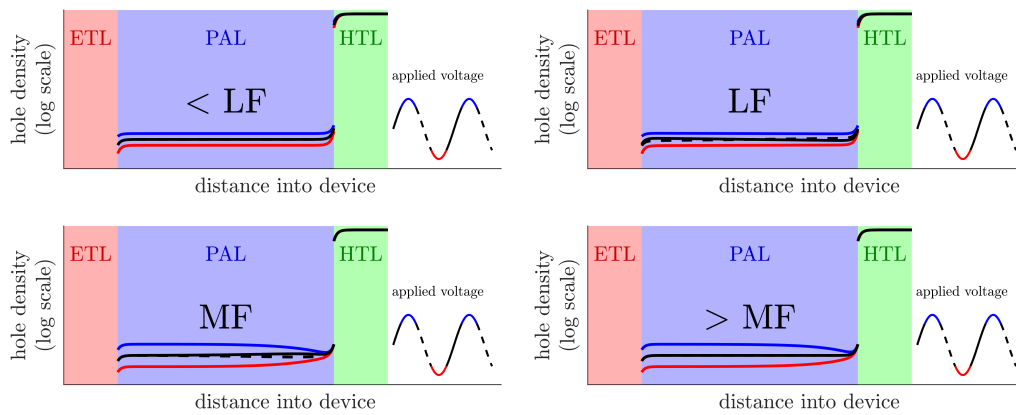 ETL PAL HTL
hole density
(log scale)
< LF
applied voltage
distance into device
ETL PAL HTL
hole density
(log scale)
LF
applied voltage
distance into device
ETL PAL HTL
hole density
(log scale)
MF
applied voltage
distance into device
ETL PAL HTL
hole density
(log scale)
> MF
applied voltage
distance into device